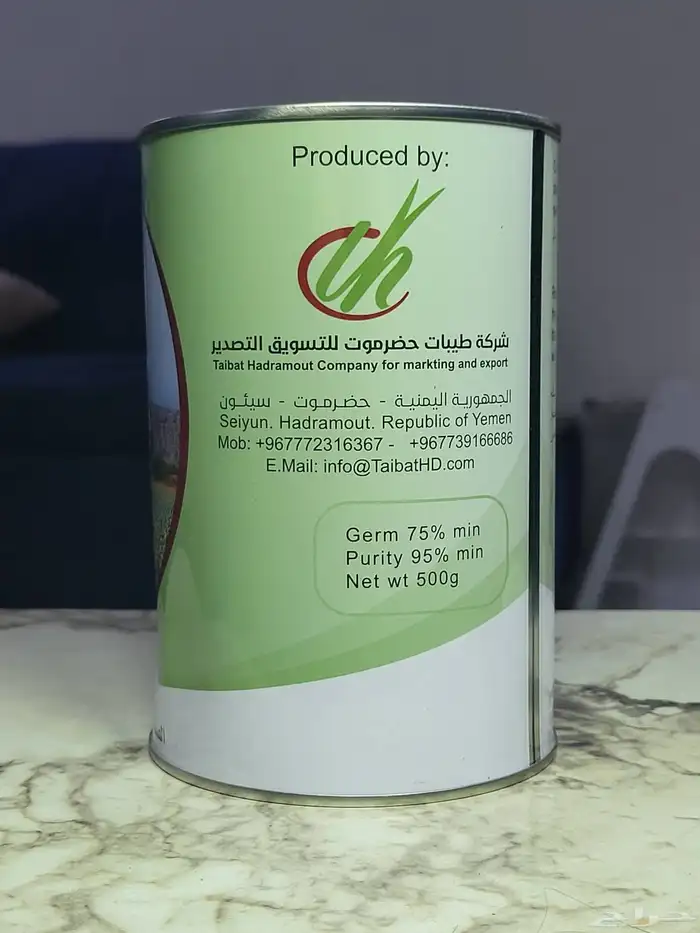 Produced by:
th
شركة طيبات حضرموت للتسويق التصدير
Taibat Hadramout Company for markting and export
الجمهورية اليمنية - حضرموت - سيئون
Seiyun. Hadramout. Republic of Yemen
Mob: +967772316367 - +967739166686
E.Mail: info@TaibatHD.com
Germ 75% min
Purity 95% min
Net wt 500g
حراج